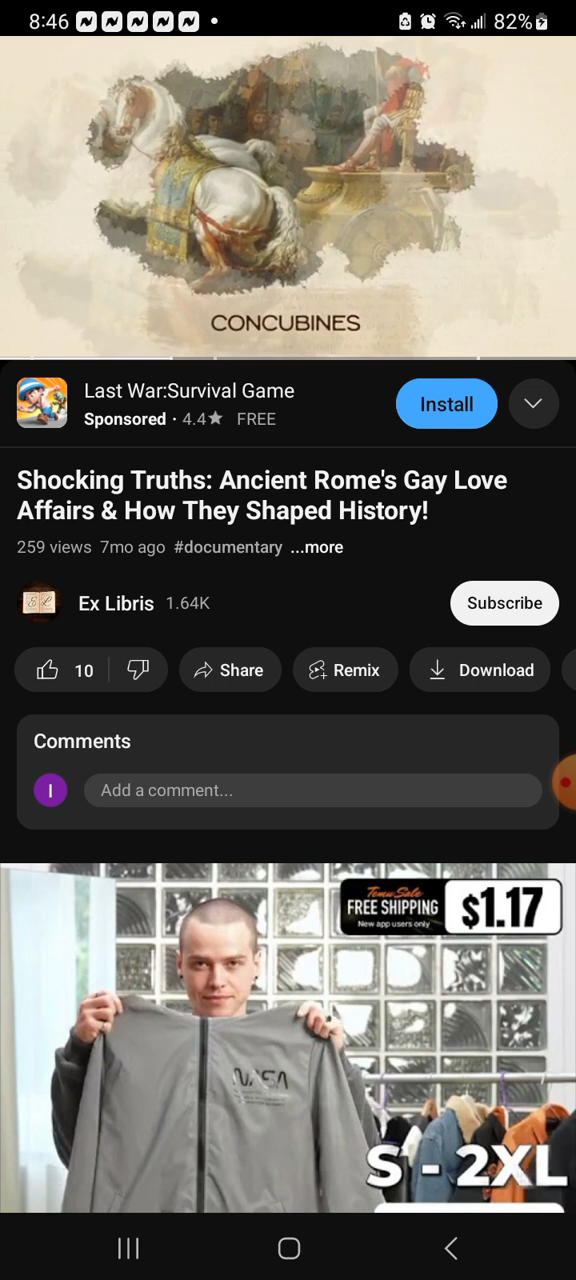 8:46
82%
CONCUBINES
Last War:Survival Game
Sponsored · 4.4★ FREE
Install
Shocking Truths: Ancient Rome's Gay Love
Affairs & How They Shaped History!
259 views 7mo ago #documentary ...more
Ex Libris 1.64K
Subscribe
10
Share
Remix
Download
Comments
I
Add a comment...
Temu Sale
FREE SHIPPING
New app users only
$1.17
NASA
S - 2XL